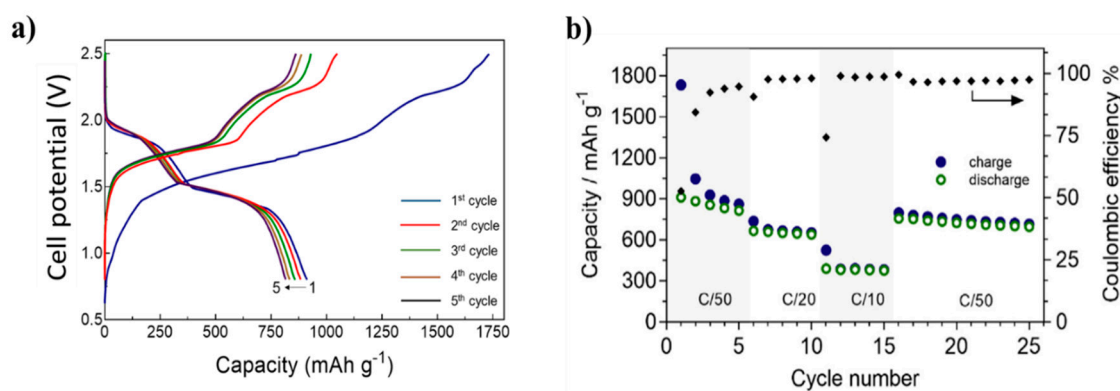 a)
Cell potential (V)
2.5
2.0
1.5
1.0
0.5
1st cycle
2nd cycle
3rd cycle
4th cycle
5th cycle
5 ← 1
0 250 500 750 1000 1250 1500 1750
Capacity (mAh g-1)
b)
Capacity / mAh g-1
1800
1500
1200
900
600
300
0
C/50 C/20 C/10 C/50
charge
discharge
100
75
50
25
0
Coulombic efficiency %
0 5 10 15 20 25
Cycle number